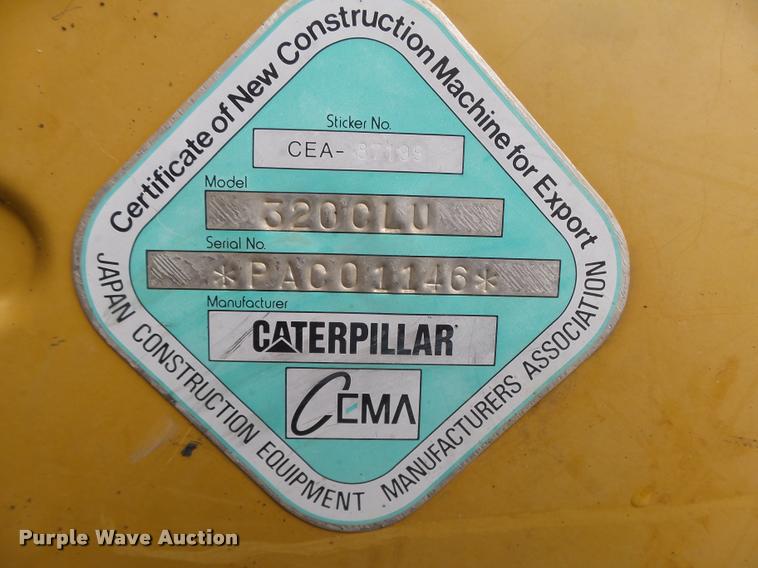 Certificate of New Construction Machine for Export
Sticker No.
CEA- 87199
Model
320CLU
Serial No.
*PAC01146*
Manufacturer
CATERPILLAR
CEMA
JAPAN CONSTRUCTION EQUIPMENT MANUFACTURERS ASSOCIATION
Purple Wave Auction